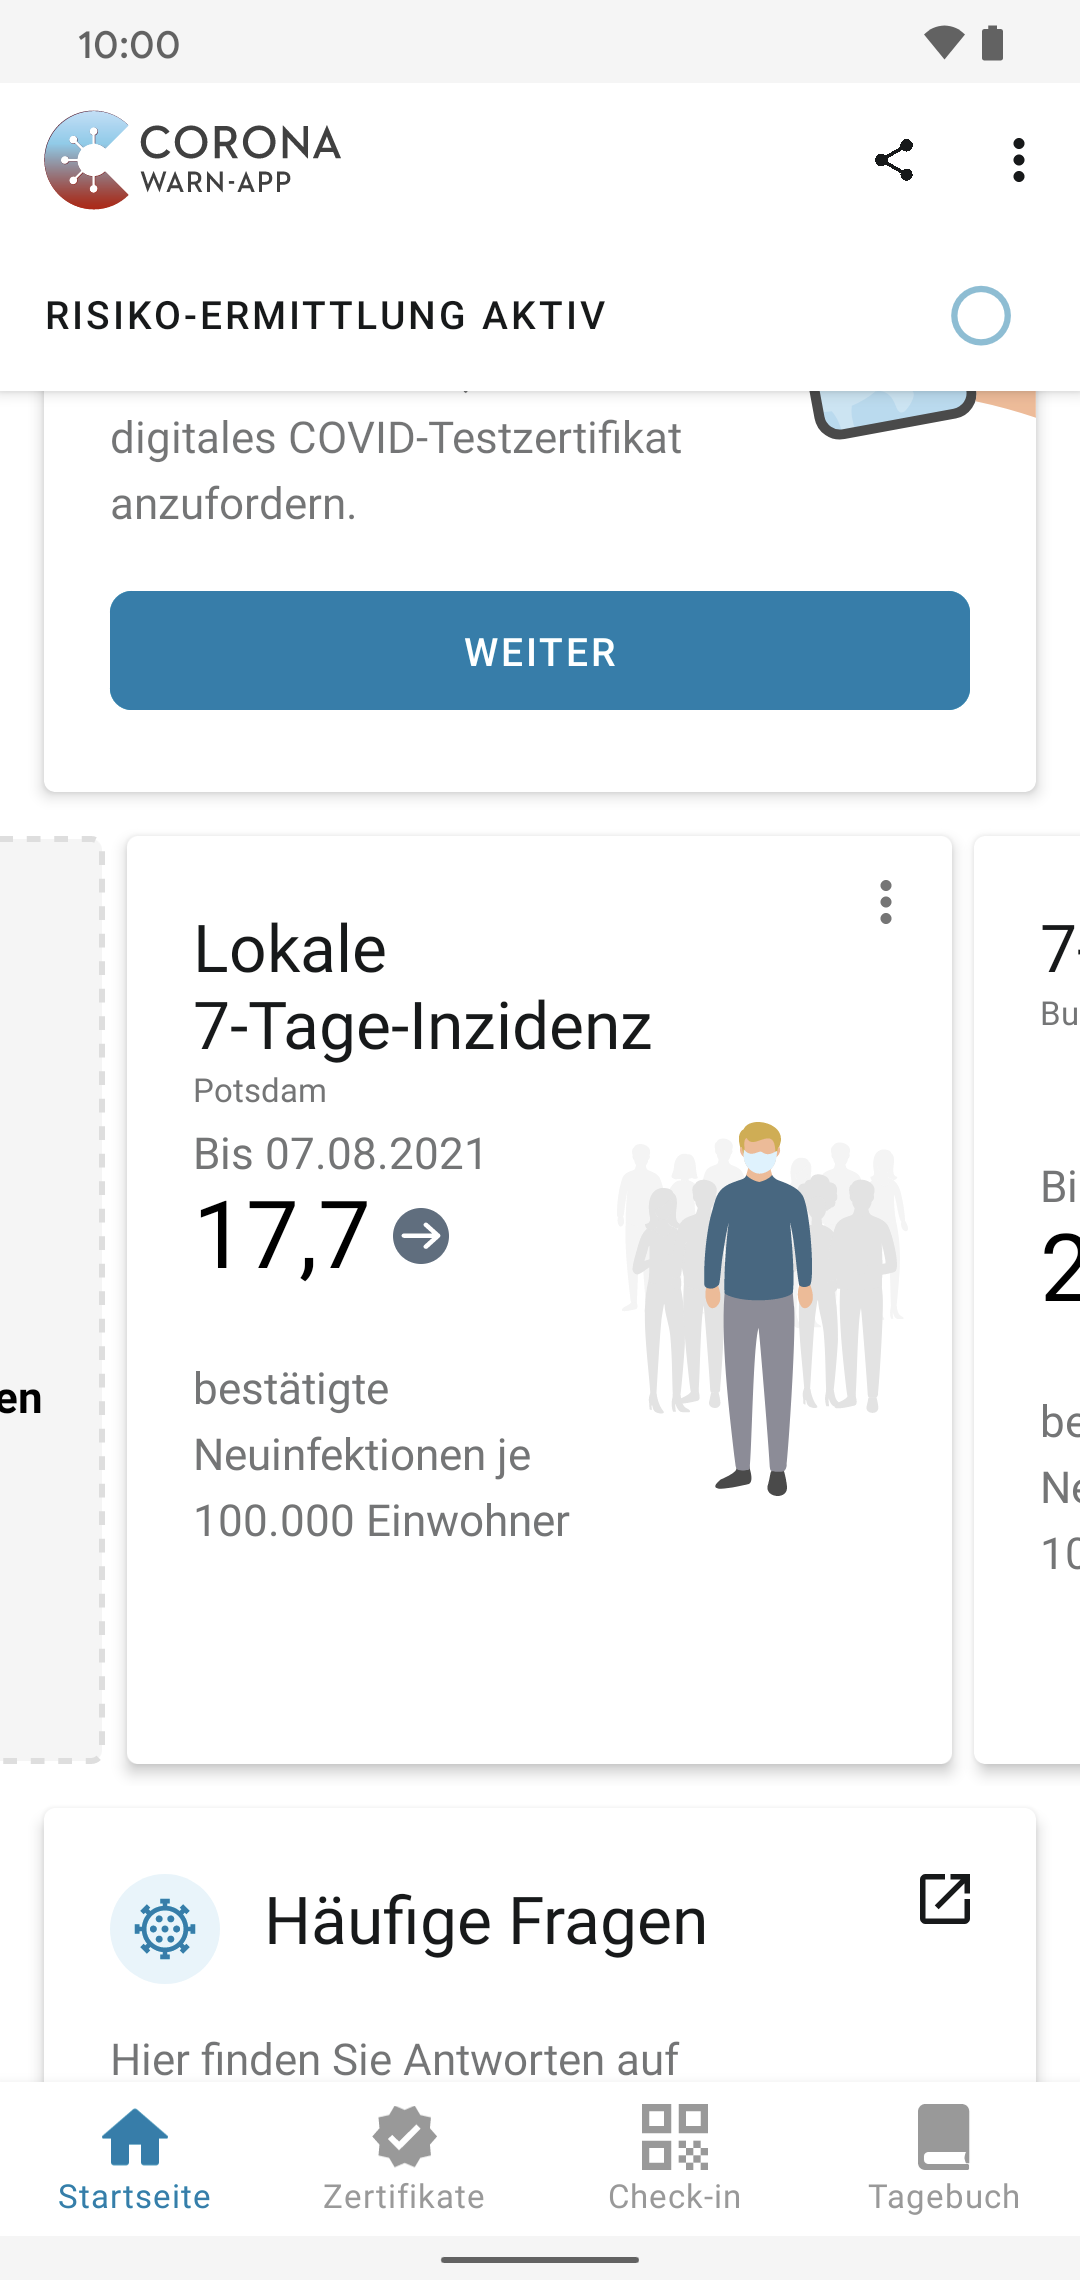 10:00
CORONA
WARN-APP
RISIKO-ERMITTLUNG AKTIV
digitales COVID-Testzertifikat
anzufordern.
WEITER
en
Lokale
7-Tage-Inzidenz
Potsdam
Bis 07.08.2021
17,7
bestätigte
Neuinfektionen je
100.000 Einwohner
7-
Bu
Bi
2
be
Ne
10
Häufige Fragen
Hier finden Sie Antworten auf
Startseite
Zertifikate
Check-in
Tagebuch